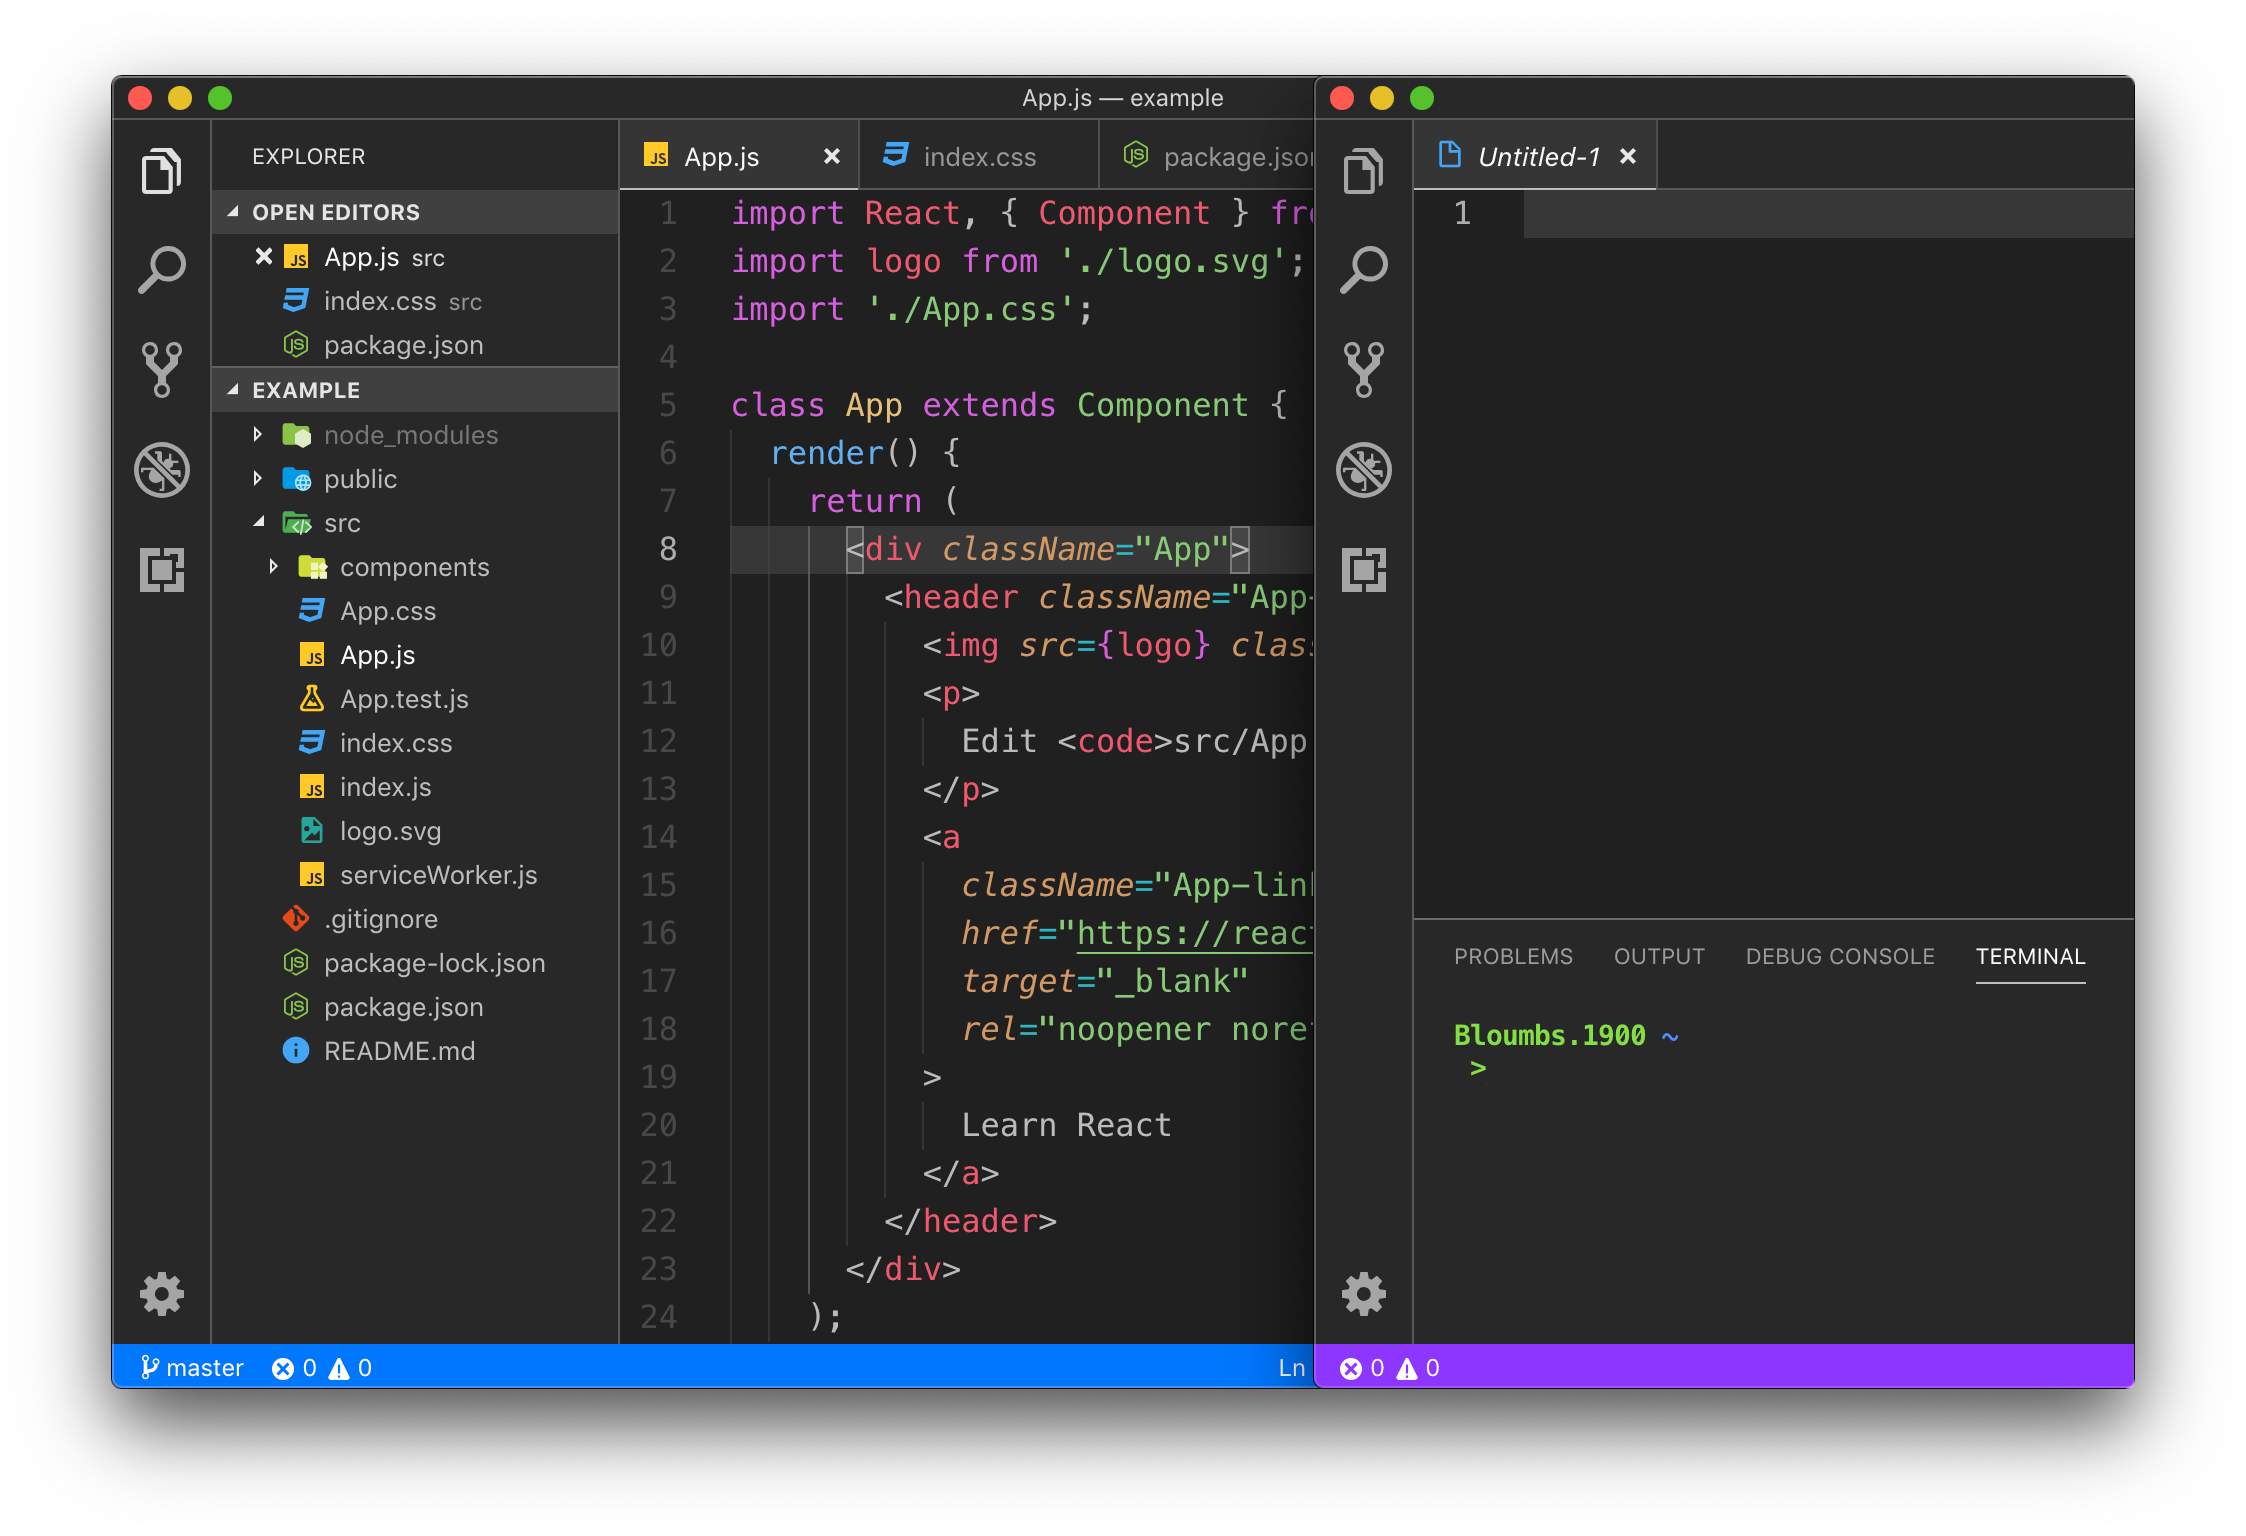 App.js — example
EXPLORER
OPEN EDITORS
App.js src
index.css src
package.json
EXAMPLE
node_modules
public
src
components
App.css
App.js
App.test.js
index.css
index.js
logo.svg
serviceWorker.js
.gitignore
package-lock.json
package.json
README.md
App.js index.css package.json
1 import React, { Component } fro
2 import logo from './logo.svg';
3 import './App.css';
4
5 class App extends Component {
6 render() {
7 return (
8 <div className="App">
9 <header className="App-
10 <img src={logo} class
11 <p>
12 Edit <code>src/App
13 </p>
14 <a
15 className="App-link
16 href="https://react
17 target="_blank"
18 rel="noopener noref
19 >
20 Learn React
21 </a>
22 </header>
23 </div>
24 );
master 0 0 Ln
Untitled-1
1
PROBLEMS OUTPUT DEBUG CONSOLE TERMINAL
Bloumbs.1900 ~
>
0 0